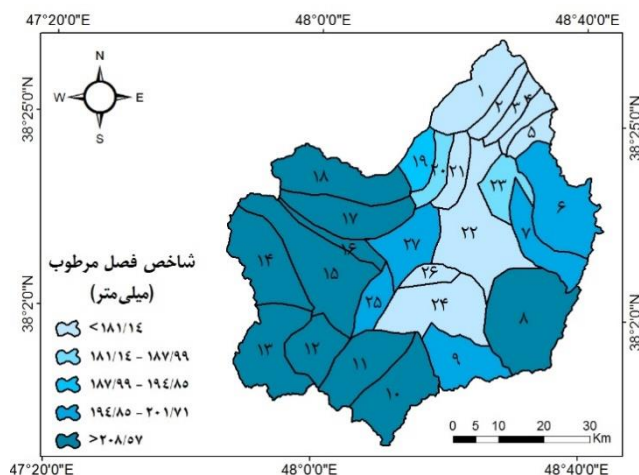 47°20'0"E
48°0'0"E
48°40'0"E
38°25'0"N
38°25'0"N
38°2'0"N
38°2'0"N
N
W
E
S
۱
۲
۳
۴
۵
۱۹
۲۰
۲۱
۲۳
۶
۷
۱۸
۱۷
۱۶
۲۷
۲۲
۱۴
۱۵
۲۶
۲۵
۲۴
۸
۱۳
۱۲
۱۱
۹
۱۰
شاخص فصل مرطوب
(میلی‌متر)
<۱۸۱/۱۴
۱۸۱/۱۴ - ۱۸۷/۹۹
۱۸۷/۹۹ - ۱۹۴/۸۵
۱۹۴/۸۵ - ۲۰۱/۷۱
>۲۰۸/۵۷
0 5 10 20 30
Km
47°20'0"E
48°0'0"E
48°40'0"E